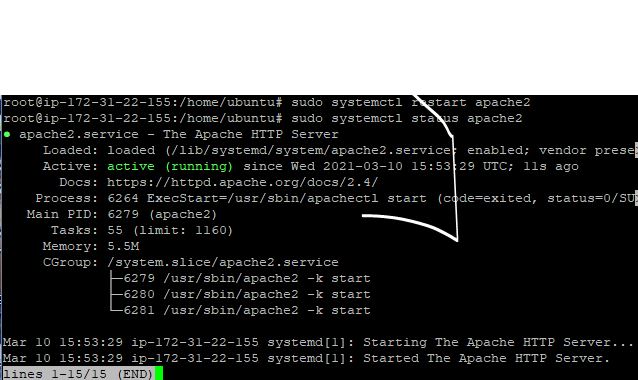 root@ip-172-31-22-155:/home/ubuntu# sudo systemctl restart apache2
root@ip-172-31-22-155:/home/ubuntu# sudo systemctl status apache2
● apache2.service - The Apache HTTP Server
Loaded: loaded (/lib/systemd/system/apache2.service; enabled; vendor prese
Active: active (running) since Wed 2021-03-10 15:53:29 UTC; 11s ago
Docs: https://httpd.apache.org/docs/2.4/
Process: 6264 ExecStart=/usr/sbin/apachectl start (code=exited, status=0/SU
Main PID: 6279 (apache2)
Tasks: 55 (limit: 1160)
Memory: 5.5M
CGroup: /system.slice/apache2.service
├─6279 /usr/sbin/apache2 -k start
├─6280 /usr/sbin/apache2 -k start
└─6281 /usr/sbin/apache2 -k start
Mar 10 15:53:29 ip-172-31-22-155 systemd[1]: Starting The Apache HTTP Server...
Mar 10 15:53:29 ip-172-31-22-155 systemd[1]: Started The Apache HTTP Server.
lines 1-15/15 (END)